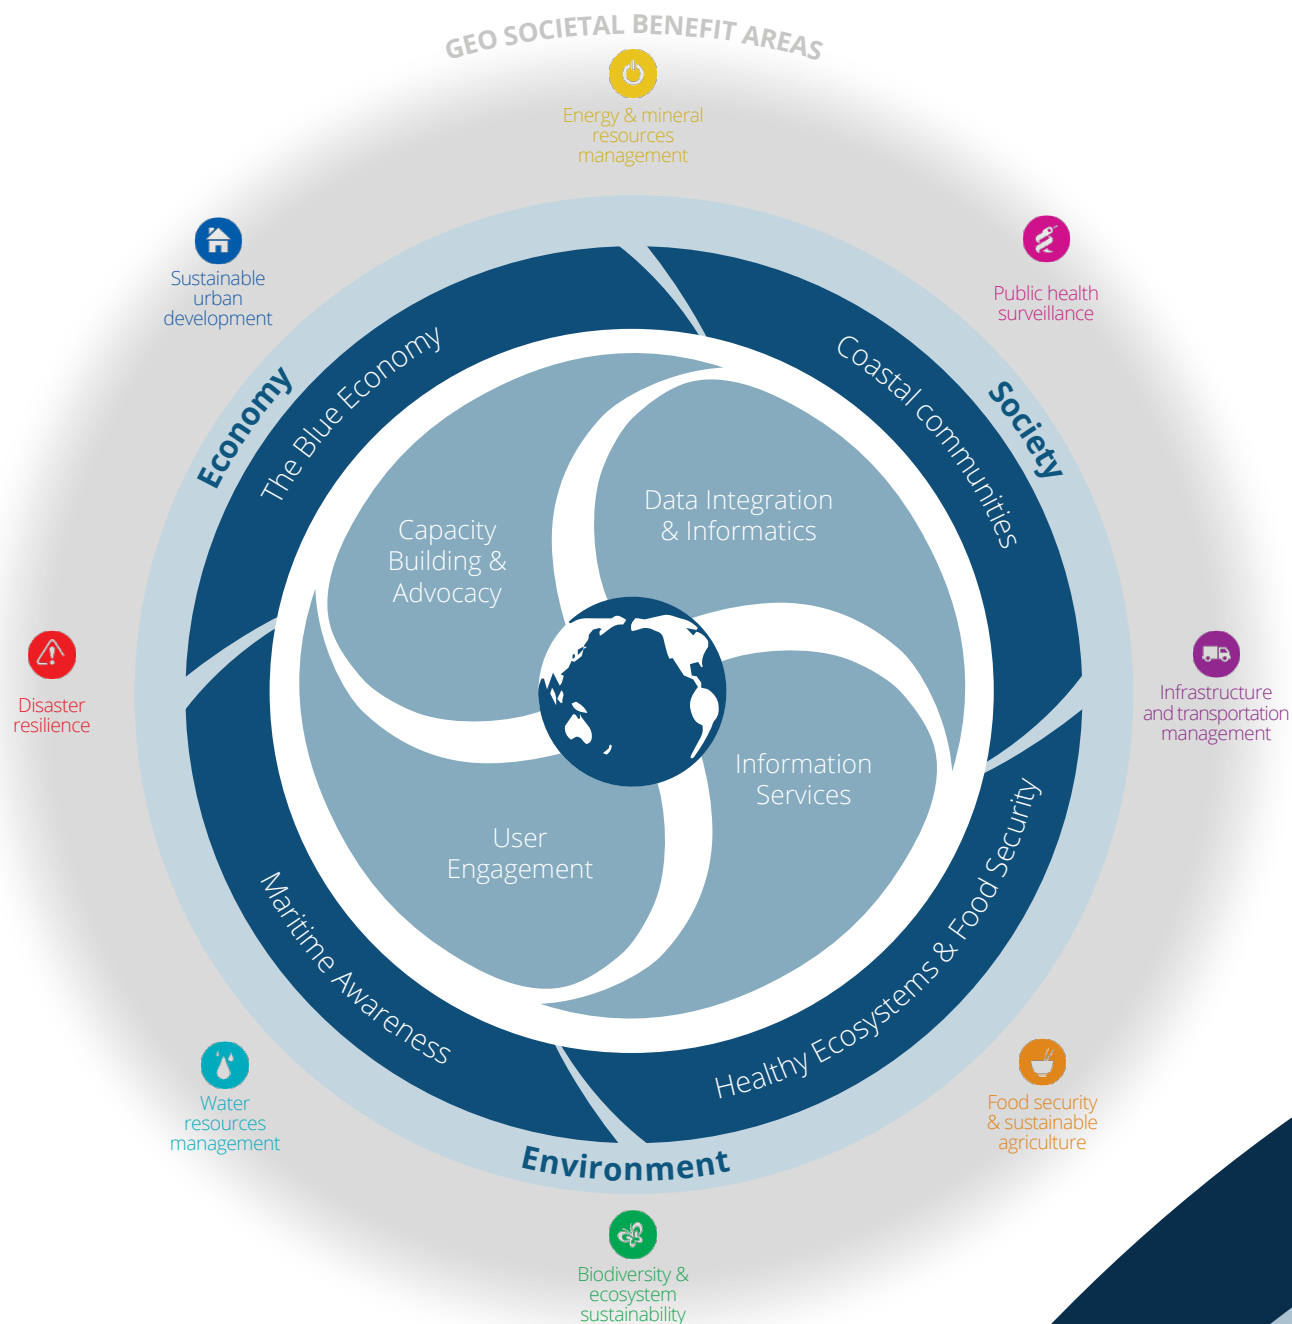 GEO SOCIETAL BENEFIT AREAS
Energy & mineral
resources
management
Sustainable
urban
development
Public health
surveillance
Economy
The Blue Economy
Coastal communities
Society
Capacity
Building &
Advocacy
Data Integration
& Informatics
Disaster
resilience
Infrastructure
and transportation
management
Information
Services
User
Engagement
Maritime Awareness
Healthy Ecosystems & Food Security
Water
resources
management
Food security
& sustainable
agriculture
Environment
Biodiversity &
ecosystem
sustainability